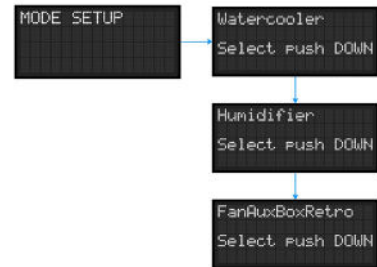 MODE SETUP
Watercooler
Select push DOWN
Humidifier
Select push DOWN
FanAuxBoxRetro
Select push DOWN